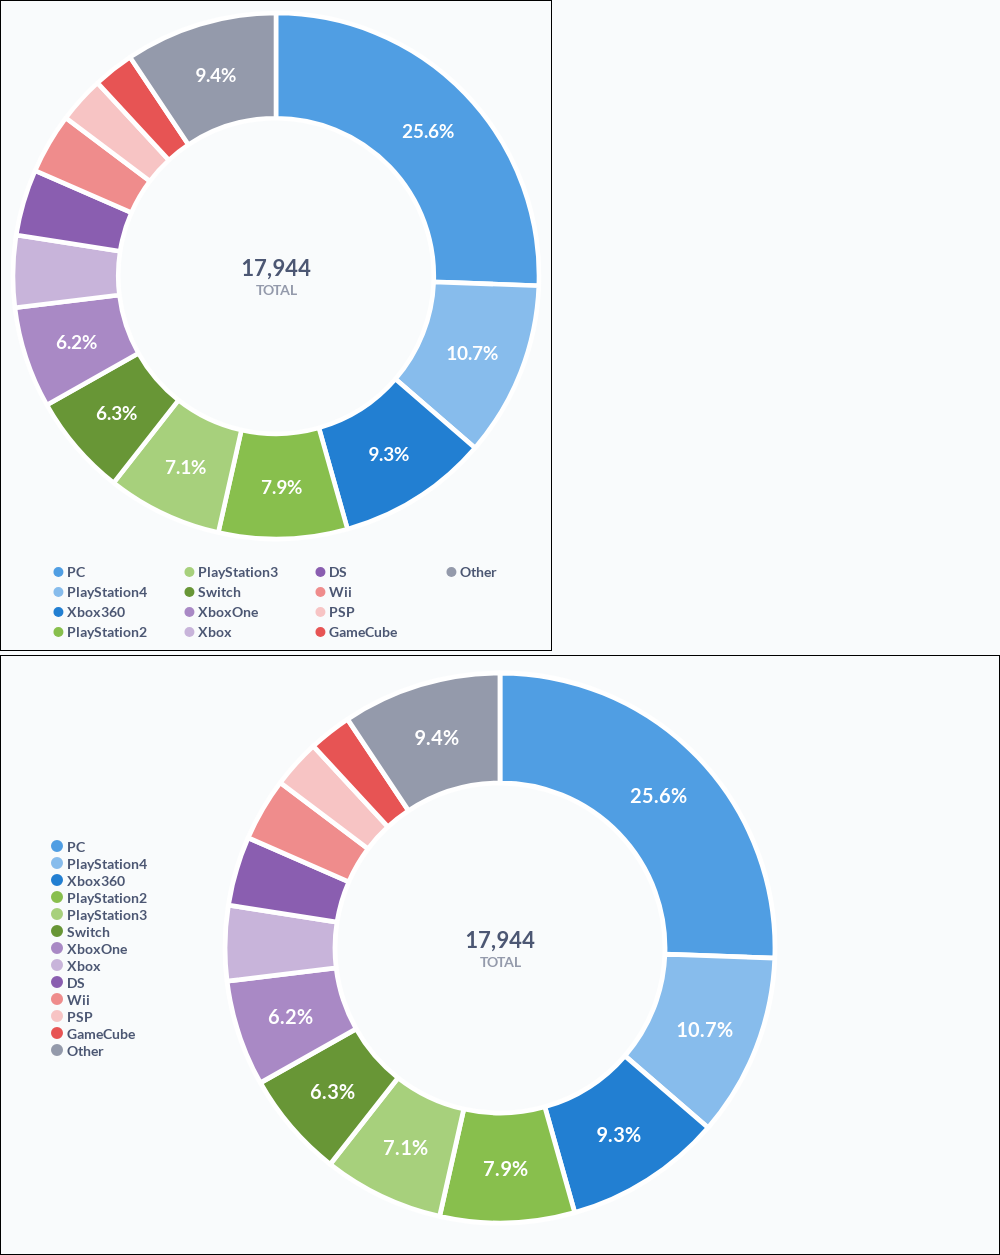 9.4%
25.6%
17,944
TOTAL
6.2%
10.7%
6.3%
9.3%
7.1%
7.9%
PC PlayStation3 DS Other
PlayStation4 Switch Wii
Xbox360 XboxOne PSP
PlayStation2 Xbox GameCube
9.4%
25.6%
PC
PlayStation4
Xbox360
PlayStation2
PlayStation3
Switch
XboxOne
Xbox
DS
Wii
PSP
GameCube
Other
17,944
TOTAL
6.2%
10.7%
6.3%
9.3%
7.1%
7.9%